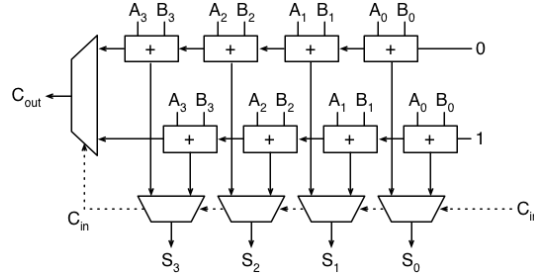 A3 B3 A2 B2 A1 B1 A0 B0
+ + + + 0
Cout
A3 B3 A2 B2 A1 B1 A0 B0
+ + + + 1
Cin Cin
S3 S2 S1 S0